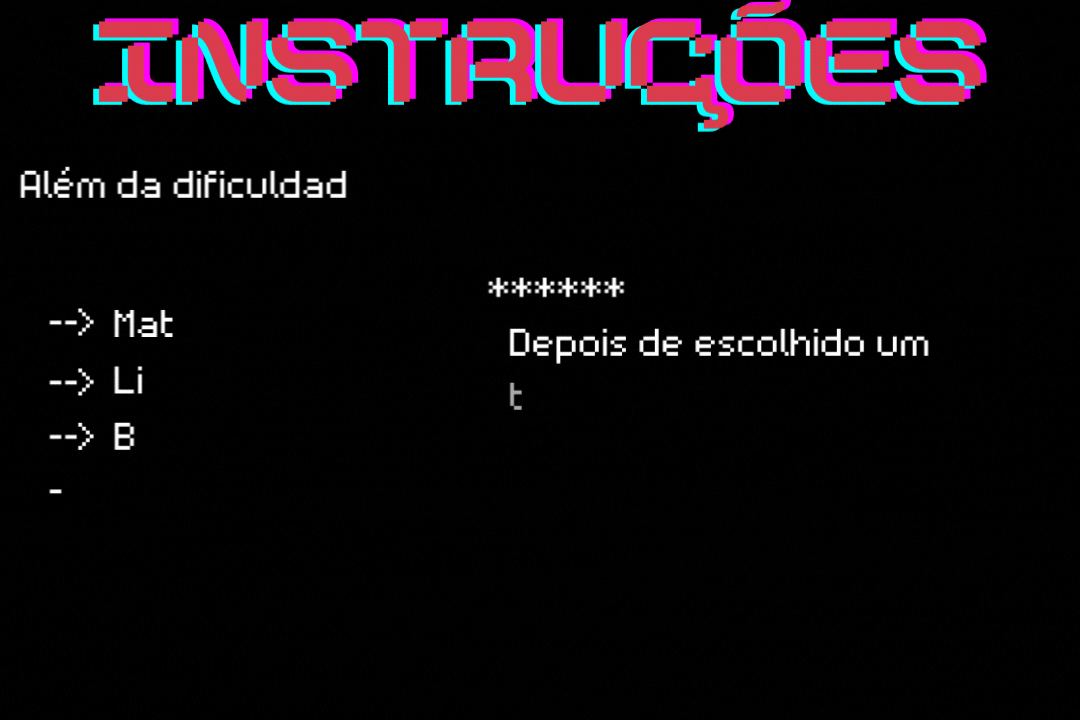 INSTRUÇÕES
Além da dificuldad
--> Mat
--> Li
--> B
-
******
Depois de escolhido um
t